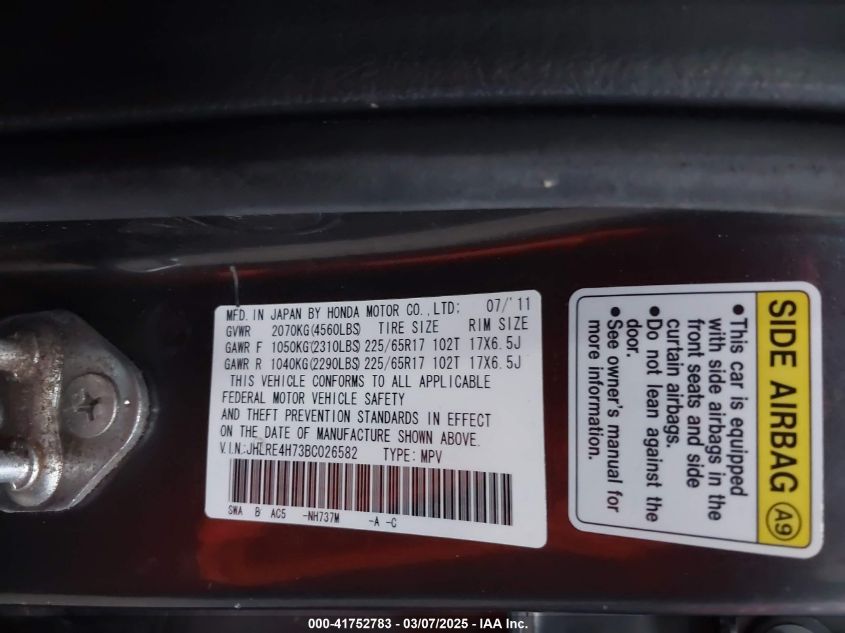 MFD. IN JAPAN BY HONDA MOTOR CO.,LTD: 07/'11
GVWR 2070KG(4560LBS) TIRE SIZE RIM SIZE
GAWR F 1050KG(2310LBS) 225/65R17 102T 17X6.5J
GAWR R 1040KG(2290LBS) 225/65R17 102T 17X6.5J
THIS VEHICLE CONFORMS TO ALL APPLICABLE
FEDERAL MOTOR VEHICLE SAFETY
AND THEFT PREVENTION STANDARDS IN EFFECT
ON THE DATE OF MANUFACTURE SHOWN ABOVE.
V.I.N.:JHLRE4H73BC026582 TYPE: MPV
SWA B AC5 -NH737M -A -C
SIDE AIRBAG A9
•This car is equipped
with side airbags in the
front seats and side
curtain airbags.
•Do not lean against the
door.
•See owner's manual for
more information.
000-41752783 - 03/07/2025 - IAA Inc.